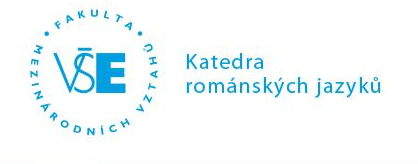 FAKULTA
MEZINÁRODNÍCH VZTAHŮ
VŠE
Katedra
románských jazyků